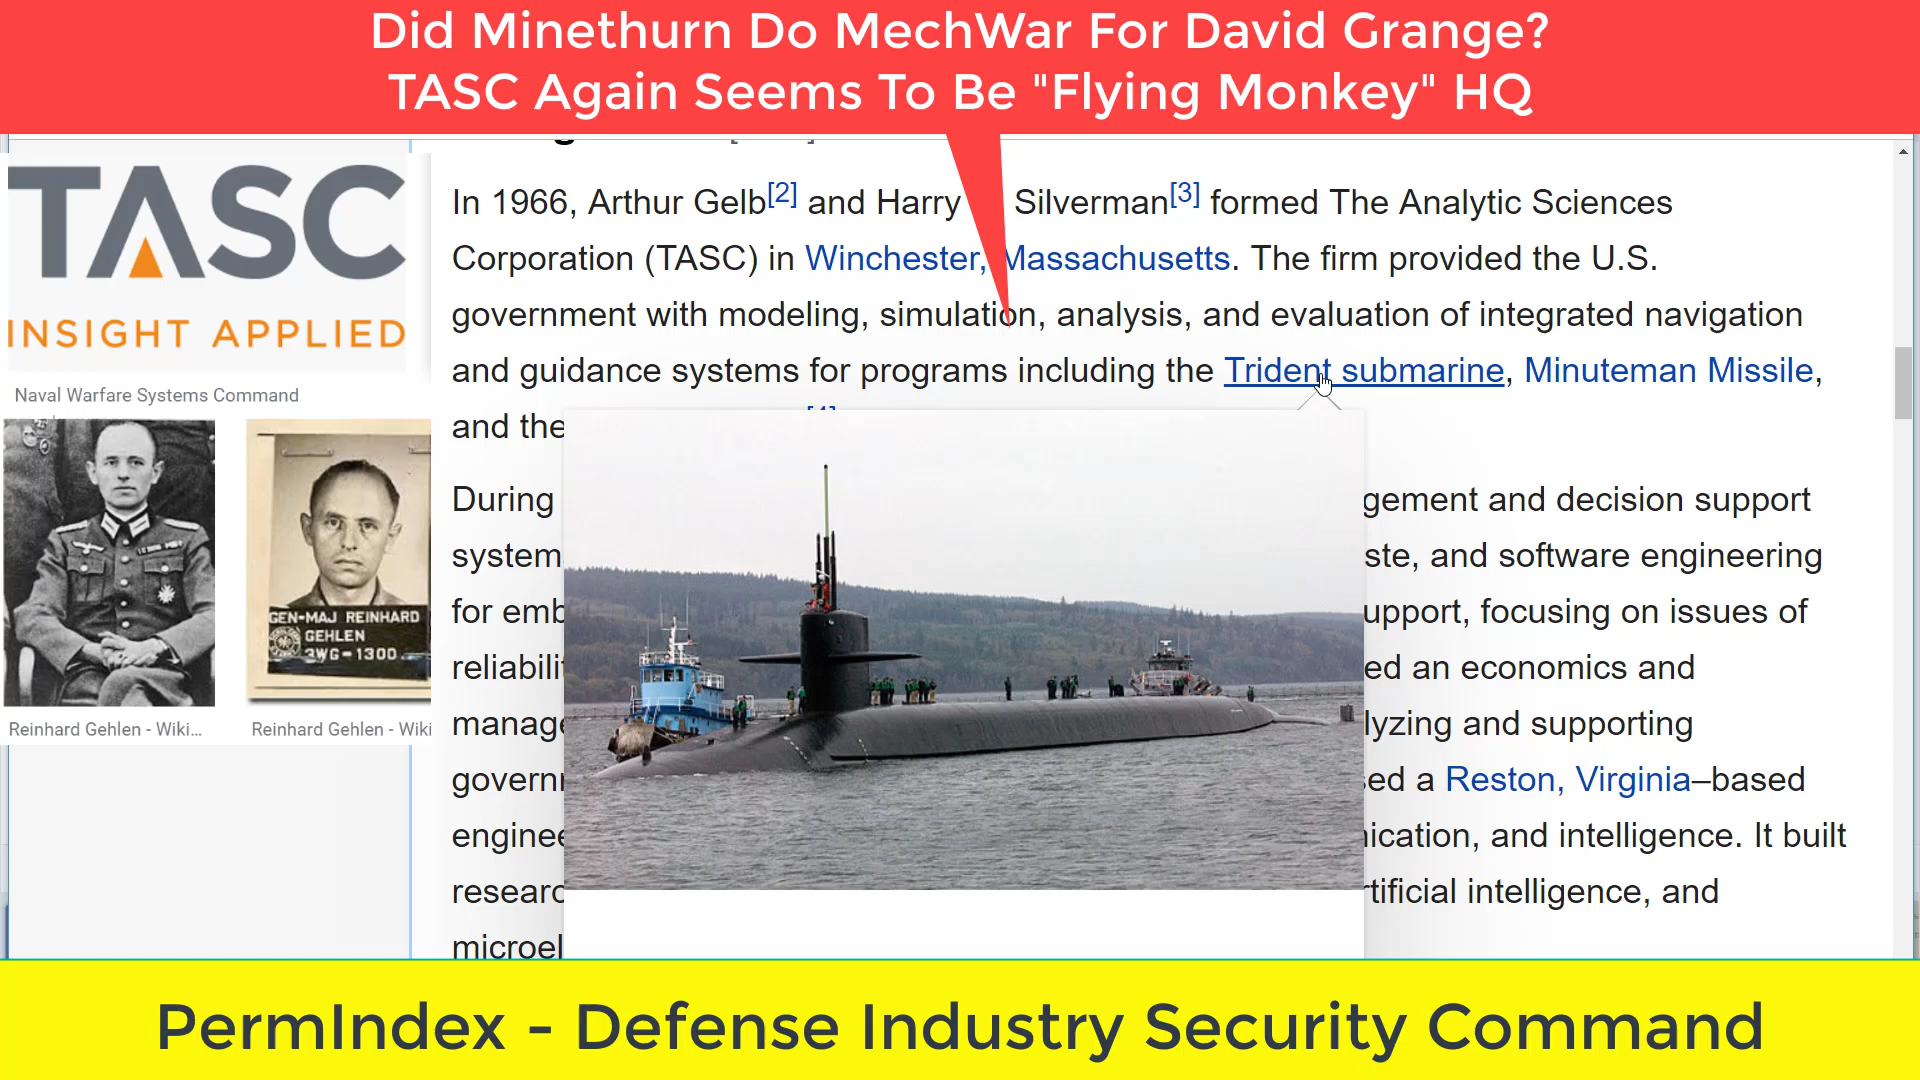 Did Minethurn Do MechWar For David Grange?
TASC Again Seems To Be "Flying Monkey" HQ
TASC
INSIGHT APPLIED
Naval Warfare Systems Command
GEN-MAJ REINHARD
GEHLEN
3WG-1300
Reinhard Gehlen - Wiki...
Reinhard Gehlen - Wiki
In 1966, Arthur Gelb[2] and Harry Silverman[3] formed The Analytic Sciences
Corporation (TASC) in Winchester, Massachusetts. The firm provided the U.S.
government with modeling, simulation, analysis, and evaluation of integrated navigation
and guidance systems for programs including the Trident submarine, Minuteman Missile,
and the
During gement and decision support
system ste, and software engineering
for emb upport, focusing on issues of
reliabili ed an economics and
manage lyzing and supporting
govern sed a Reston, Virginia–based
enginee nication, and intelligence. It built
researc rtificial intelligence, and
microel
PermIndex - Defense Industry Security Command